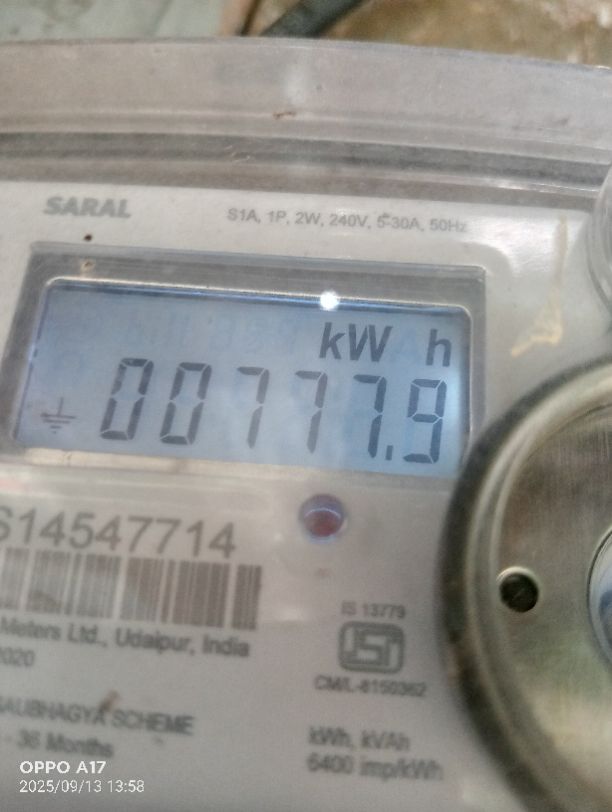 SARAL
S1A, 1P, 2W, 240V, 5-30A, 50Hz
kW h
00777.9
S14547714
Meters Ltd., Udaipur, India
2020
IS 13779
CM/L-8150362
SAUBHAGYA SCHEME
36 Months
kWh, kVAh
6400 imp/kWh
OPPO A17
2025/09/13 13:58